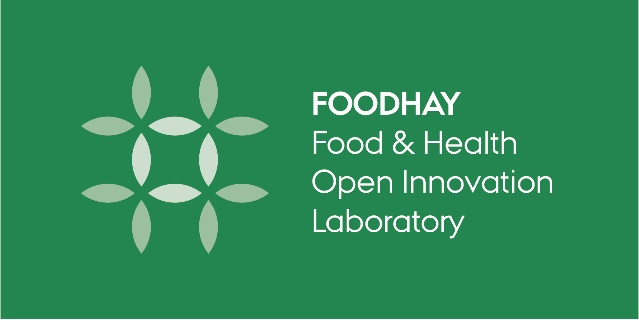 FOODHAY
Food & Health
Open Innovation
Laboratory